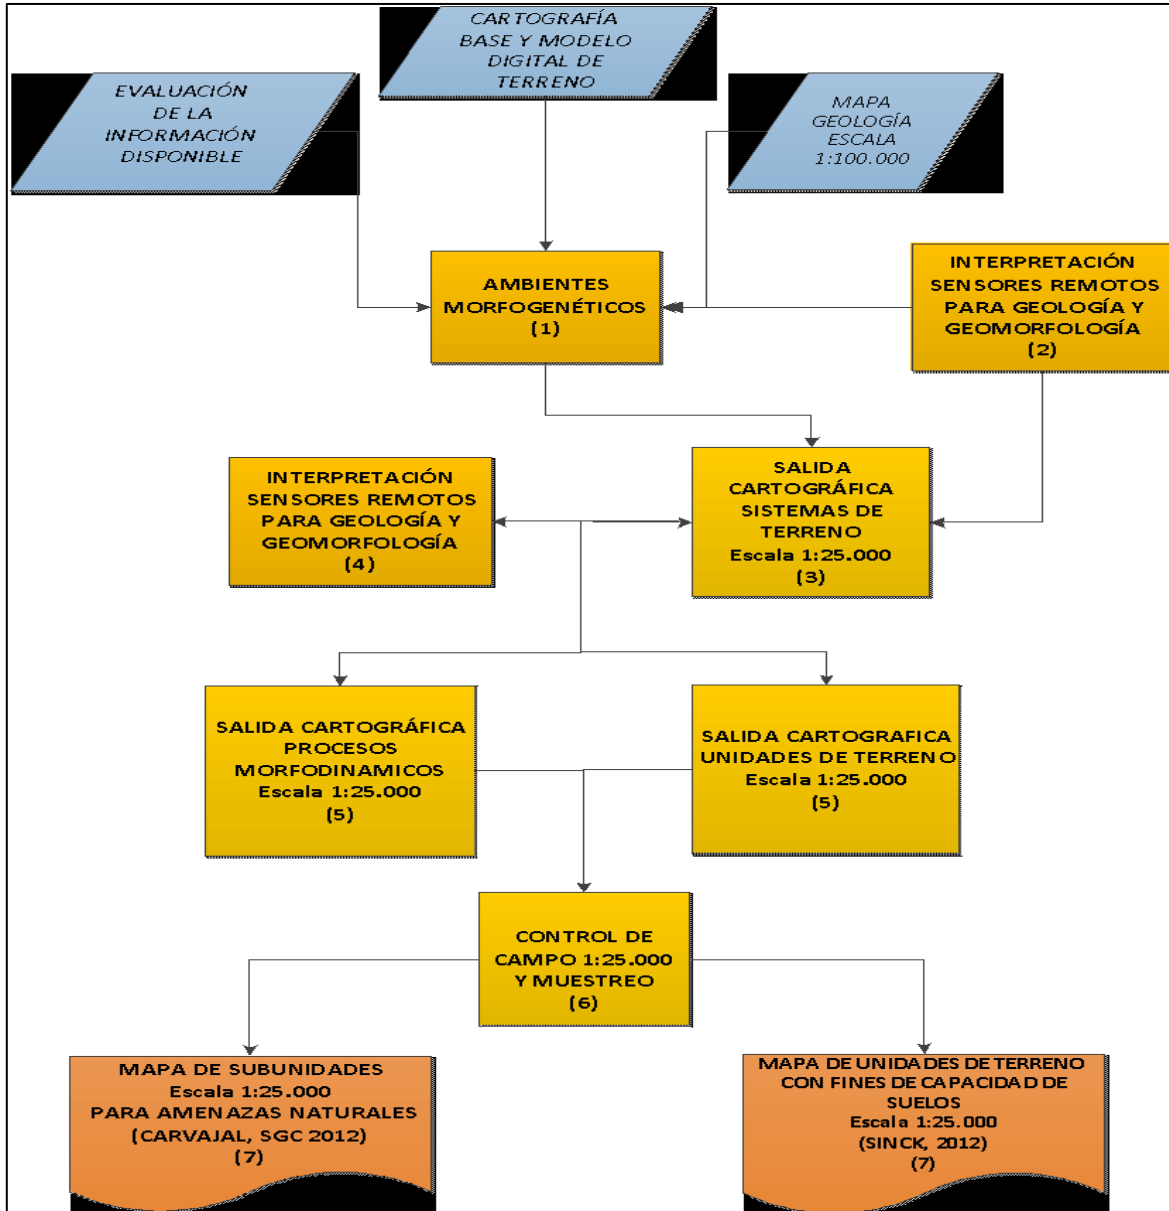 CARTOGRAFÍA
BASE Y MODELO
DIGITAL DE
TERRENO
EVALUACIÓN
DE LA
INFORMACIÓN
DISPONIBLE
MAPA
GEOLOGÍA
ESCALA
1:100.000
AMBIENTES
MORFOGENÉTICOS
(1)
INTERPRETACIÓN
SENSORES REMOTOS
PARA GEOLOGÍA Y
GEOMORFOLOGÍA
(2)
INTERPRETACIÓN
SENSORES REMOTOS
PARA GEOLOGÍA Y
GEOMORFOLOGÍA
(4)
SALIDA
CARTOGRÁFICA
SISTEMAS DE
TERRENO
Escala 1:25.000
(3)
SALIDA CARTOGRÁFICA
PROCESOS
MORFODINAMICOS
Escala 1:25.000
(5)
SALIDA CARTOGRAFICA
UNIDADES DE TERRENO
Escala 1:25.000
(5)
CONTROL DE
CAMPO 1:25.000
Y MUESTREO
(6)
MAPA DE SUBUNIDADES
Escala 1:25.000
PARA AMENAZAS NATURALES
(CARVAJAL, SGC 2012)
(7)
MAPA DE UNIDADES DE TERRENO
CON FINES DE CAPACIDAD DE
SUELOS
Escala 1:25.000
(SINCK, 2012)
(7)